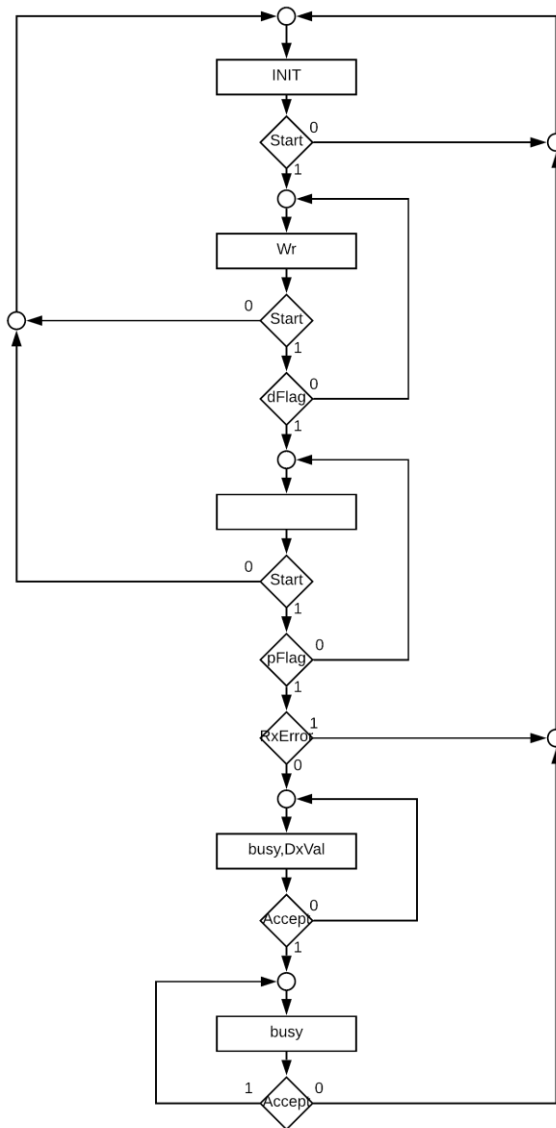 INIT
0
Start
1
Wr
0
Start
1
0
dFlag
1
0
Start
1
0
pFlag
1
1
RxError
0
busy,DxVal
0
Accept
1
busy
1
0
Accept